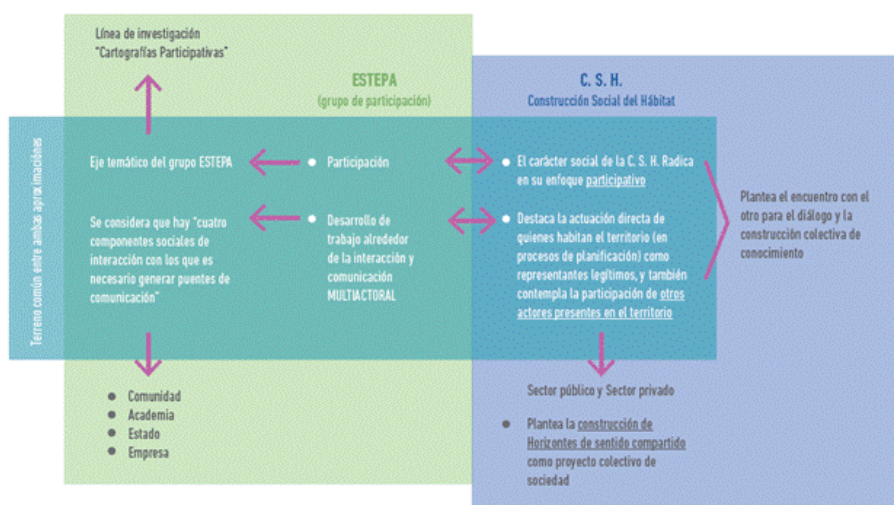 Línea de investigación
"Cartografías Participativas"
ESTEPA
(grupo de participación)
C. S. H.
Construcción Social del Hábitat
Terreno común entre ambas aproximaciónes
Eje temático del grupo ESTEPA
Participación
El carácter social de la C. S. H. Radica
en su enfoque participativo
Se considera que hay "cuatro
componentes sociales de
interacción con los que es
necesario generar puentes de
comunicación"
Desarrollo de
trabajo alrededor
de la interacción y
comunicación
MULTIACTORAL
Destaca la actuación directa de
quienes habitan el territorio (en
procesos de planificación) como
representantes legítimos, y también
contempla la participación de otros
actores presentes en el territorio
Plantea el encuentro con el
otro para el diálogo y la
construcción colectiva de
conocimiento
Comunidad
Academia
Estado
Empresa
Sector público y Sector privado
Plantea la construcción de
Horizontes de sentido compartido
como proyecto colectivo de
sociedad